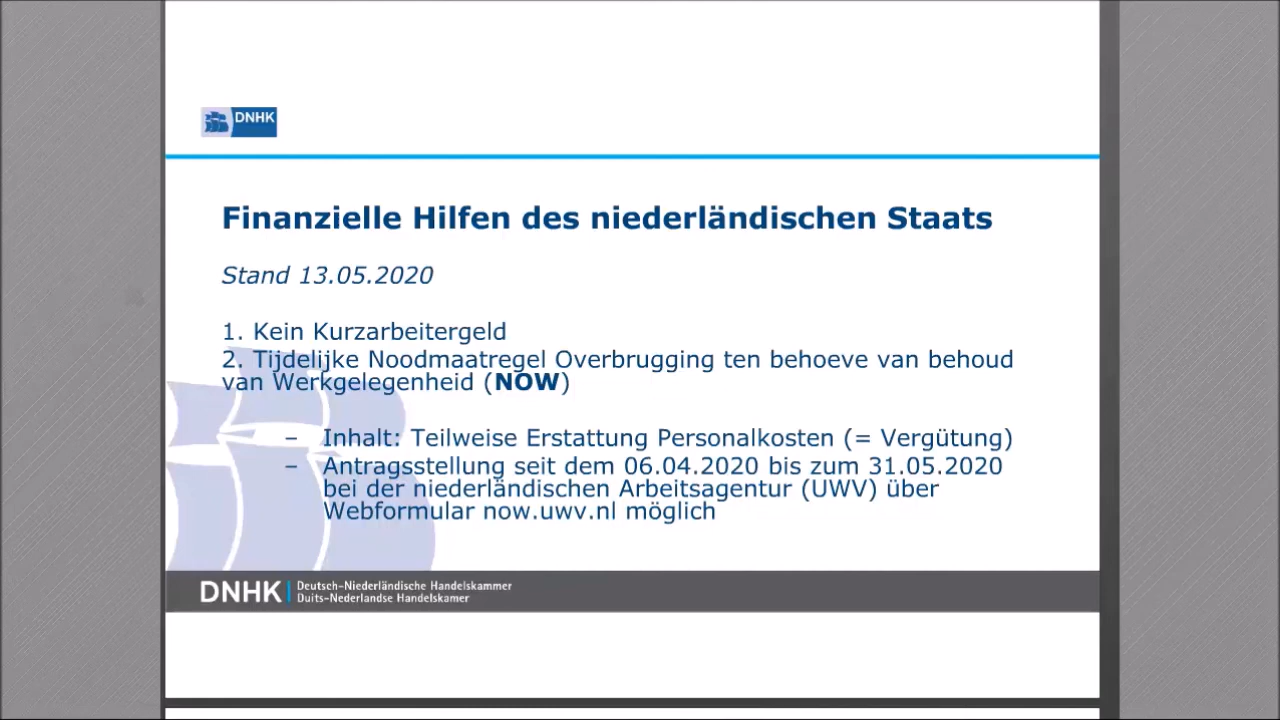 DNHK
Finanzielle Hilfen des niederländischen Staats
Stand 13.05.2020
1. Kein Kurzarbeitergeld
2. Tijdelijke Noodmaatregel Overbrugging ten behoeve van behoud
van Werkgelegenheid (NOW)
– Inhalt: Teilweise Erstattung Personalkosten (= Vergütung)
– Antragsstellung seit dem 06.04.2020 bis zum 31.05.2020
bei der niederländischen Arbeitsagentur (UWV) über
Webformular now.uwv.nl möglich
DNHK
Deutsch-Niederländische Handelskammer
Duits-Nederlandse Handelskamer